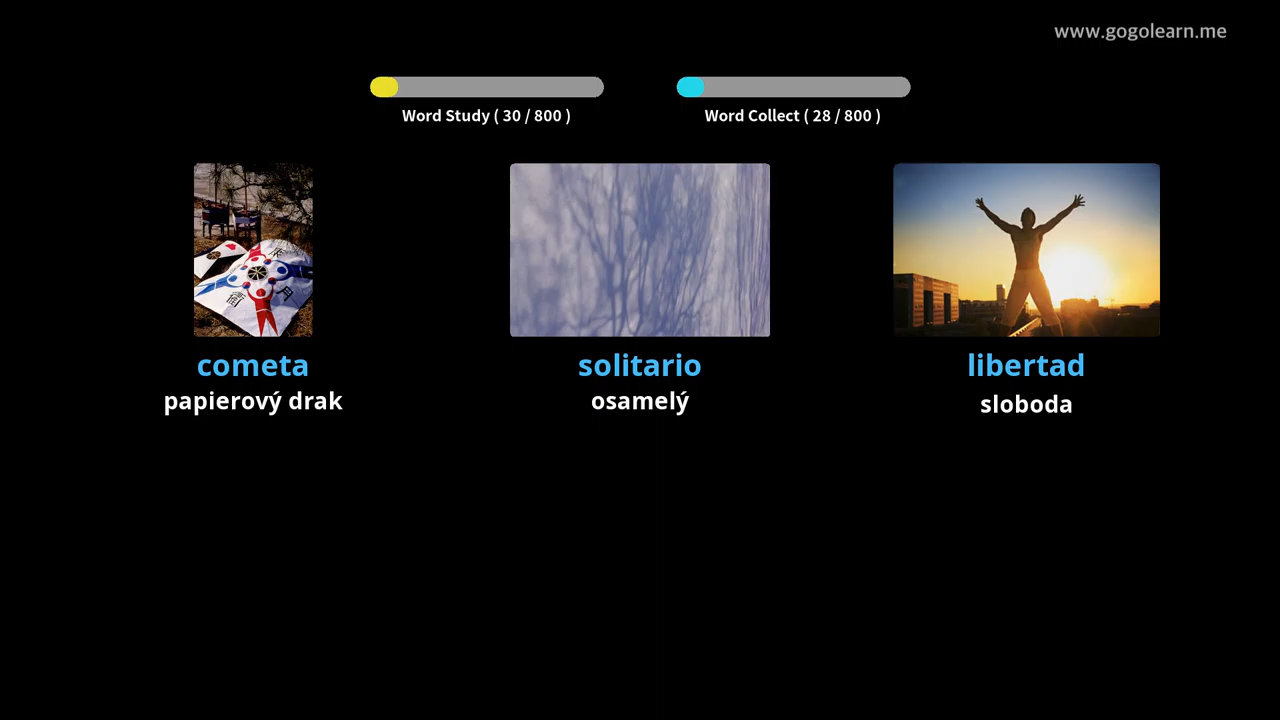 www.gogolearn.me
Word Study ( 30 / 800 )
Word Collect ( 28 / 800 )
cometa
papierový drak
solitario
osamelý
libertad
sloboda